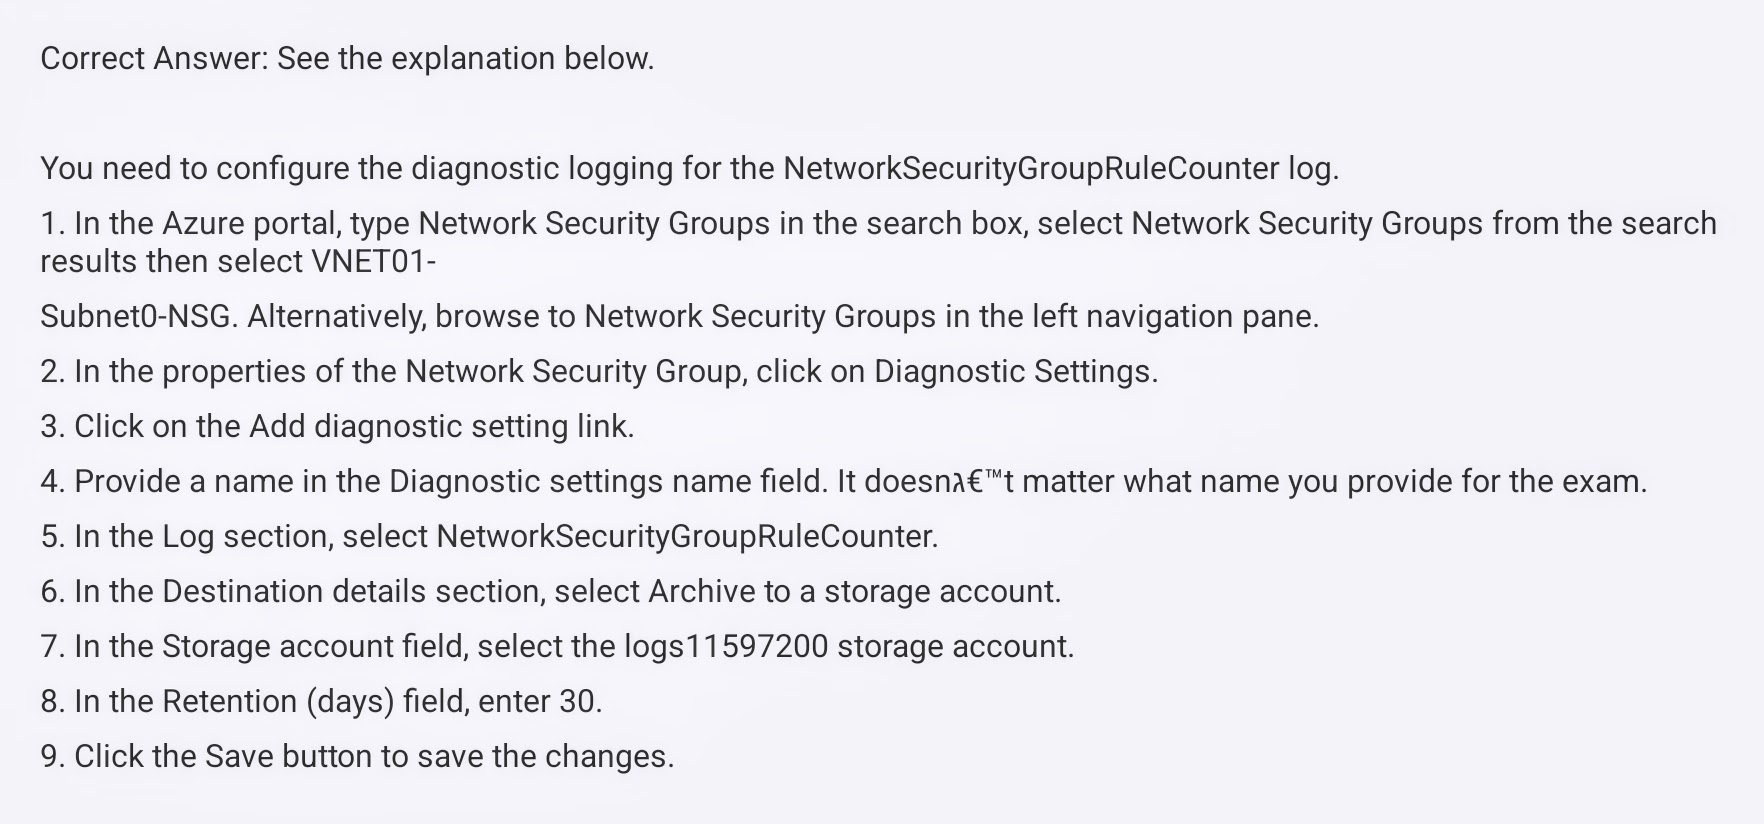 Correct Answer: See the explanation below.
You need to configure the diagnostic logging for the NetworkSecurityGroupRuleCounter log.
1. In the Azure portal, type Network Security Groups in the search box, select Network Security Groups from the search
results then select VNET01-
Subnet0-NSG. Alternatively, browse to Network Security Groups in the left navigation pane.
2. In the properties of the Network Security Group, click on Diagnostic Settings.
3. Click on the Add diagnostic setting link.
4. Provide a name in the Diagnostic settings name field. It doesnג€™t matter what name you provide for the exam.
5. In the Log section, select NetworkSecurityGroupRuleCounter.
6. In the Destination details section, select Archive to a storage account.
7. In the Storage account field, select the logs11597200 storage account.
8. In the Retention (days) field, enter 30.
9. Click the Save button to save the changes.